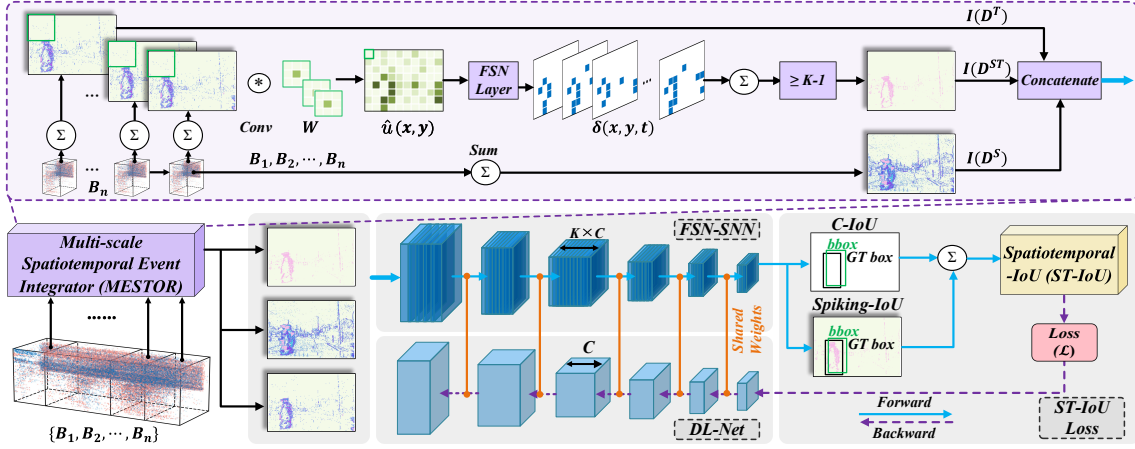 I(D^T)
...
Σ
Σ
Σ
Conv
W
û(x, y)
FSN
Layer
...
δ(x, y, t)
Σ
≥ K-1
I(D^{ST})
Concatenate
...
B_n
B_1, B_2, ⋯, B_n
Sum
Σ
I(D^S)
Multi-scale
Spatiotemporal Event
Integrator (MESTOR)
......
{B_1, B_2, ⋯, B_n}
K×C
FSN-SNN
Shared
Weights
C
DL-Net
C-IoU
bbox
GT box
Spiking-IoU
bbox
GT box
Σ
Spatiotemporal
-IoU (ST-IoU)
Loss
(ℒ)
Forward
Backward
ST-IoU
Loss